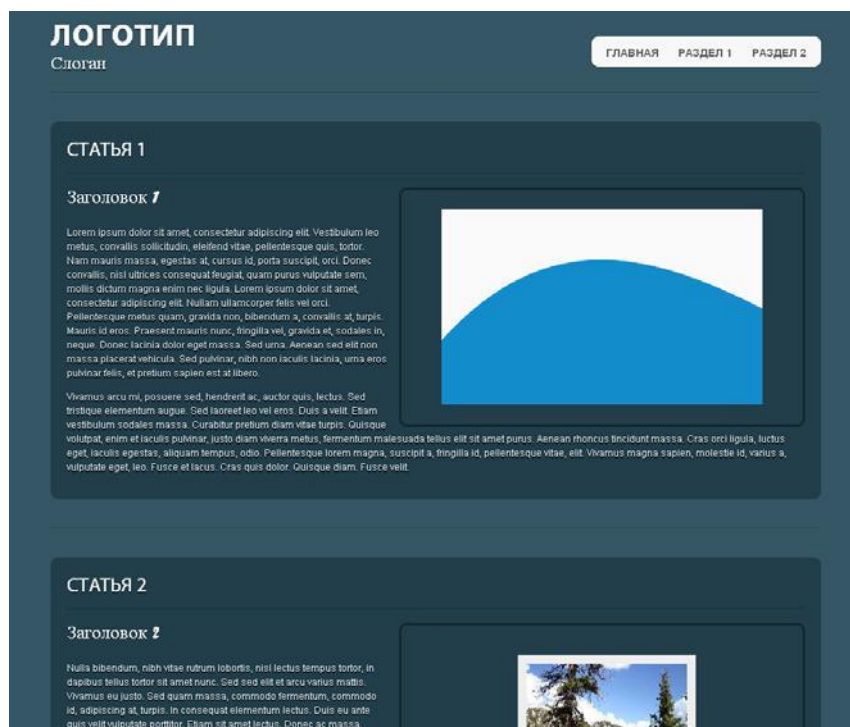 ЛОГОТИП
Слоган
ГЛАВНАЯ РАЗДЕЛ 1 РАЗДЕЛ 2
СТАТЬЯ 1
Заголовок 1
Lorem ipsum dolor sit amet, consectetur adipiscing elit. Vestibulum leo
metus, convallis sollicitudin, eleifend vitae, pellentesque quis, tortor.
Nam mauris massa, egestas at, cursus id, porta suscipit, orci. Donec
convallis, nisl ultrices consequat feugiat, quam purus vulputate sem,
mollis dictum magna enim nec ligula. Lorem ipsum dolor sit amet,
consectetur adipiscing elit. Nullam ullamcorper felis vel orci.
Pellentesque metus quam, gravida non, bibendum a, convallis at, turpis.
Mauris id eros. Praesent mauris nunc, fringilla vel, gravida et, sodales in,
neque. Donec lacinia dolor eget massa. Sed urna. Aenean sed elit non
massa placerat vehicula. Sed pulvinar, nibh non iaculis lacinia, urna eros
pulvinar felis, et pretium sapien est at libero.
Vivamus arcu mi, posuere sed, hendrerit ac, auctor quis, lectus. Sed
tristique elementum augue. Sed laoreet leo vel eros. Duis a velit. Etiam
vestibulum sodales massa. Curabitur pretium diam vitae turpis. Quisque
volutpat, enim et iaculis pulvinar, justo diam viverra metus, fermentum malesuada tellus elit sit amet purus. Aenean rhoncus tincidunt massa. Cras orci ligula, luctus
eget, iaculis egestas, aliquam tempus, odio. Pellentesque lorem magna, suscipit a, fringilla id, pellentesque vitae, elit. Vivamus magna sapien, molestie id, varius a,
vulputate eget, leo. Fusce et lacus. Cras quis dolor. Quisque diam. Fusce velit.
СТАТЬЯ 2
Заголовок 2
Nulla bibendum, nibh vitae rutrum lobortis, nisl lectus tempus tortor, in
dapibus tellus tortor sit amet nunc. Sed sed elit et arcu varius mattis.
Vivamus eu justo. Sed quam massa, commodo fermentum, commodo
id, adipiscing at, turpis. In consequat elementum lectus. Duis eu ante
quis velit vulputate porttitor. Etiam sit amet lectus. Donec ac massa.